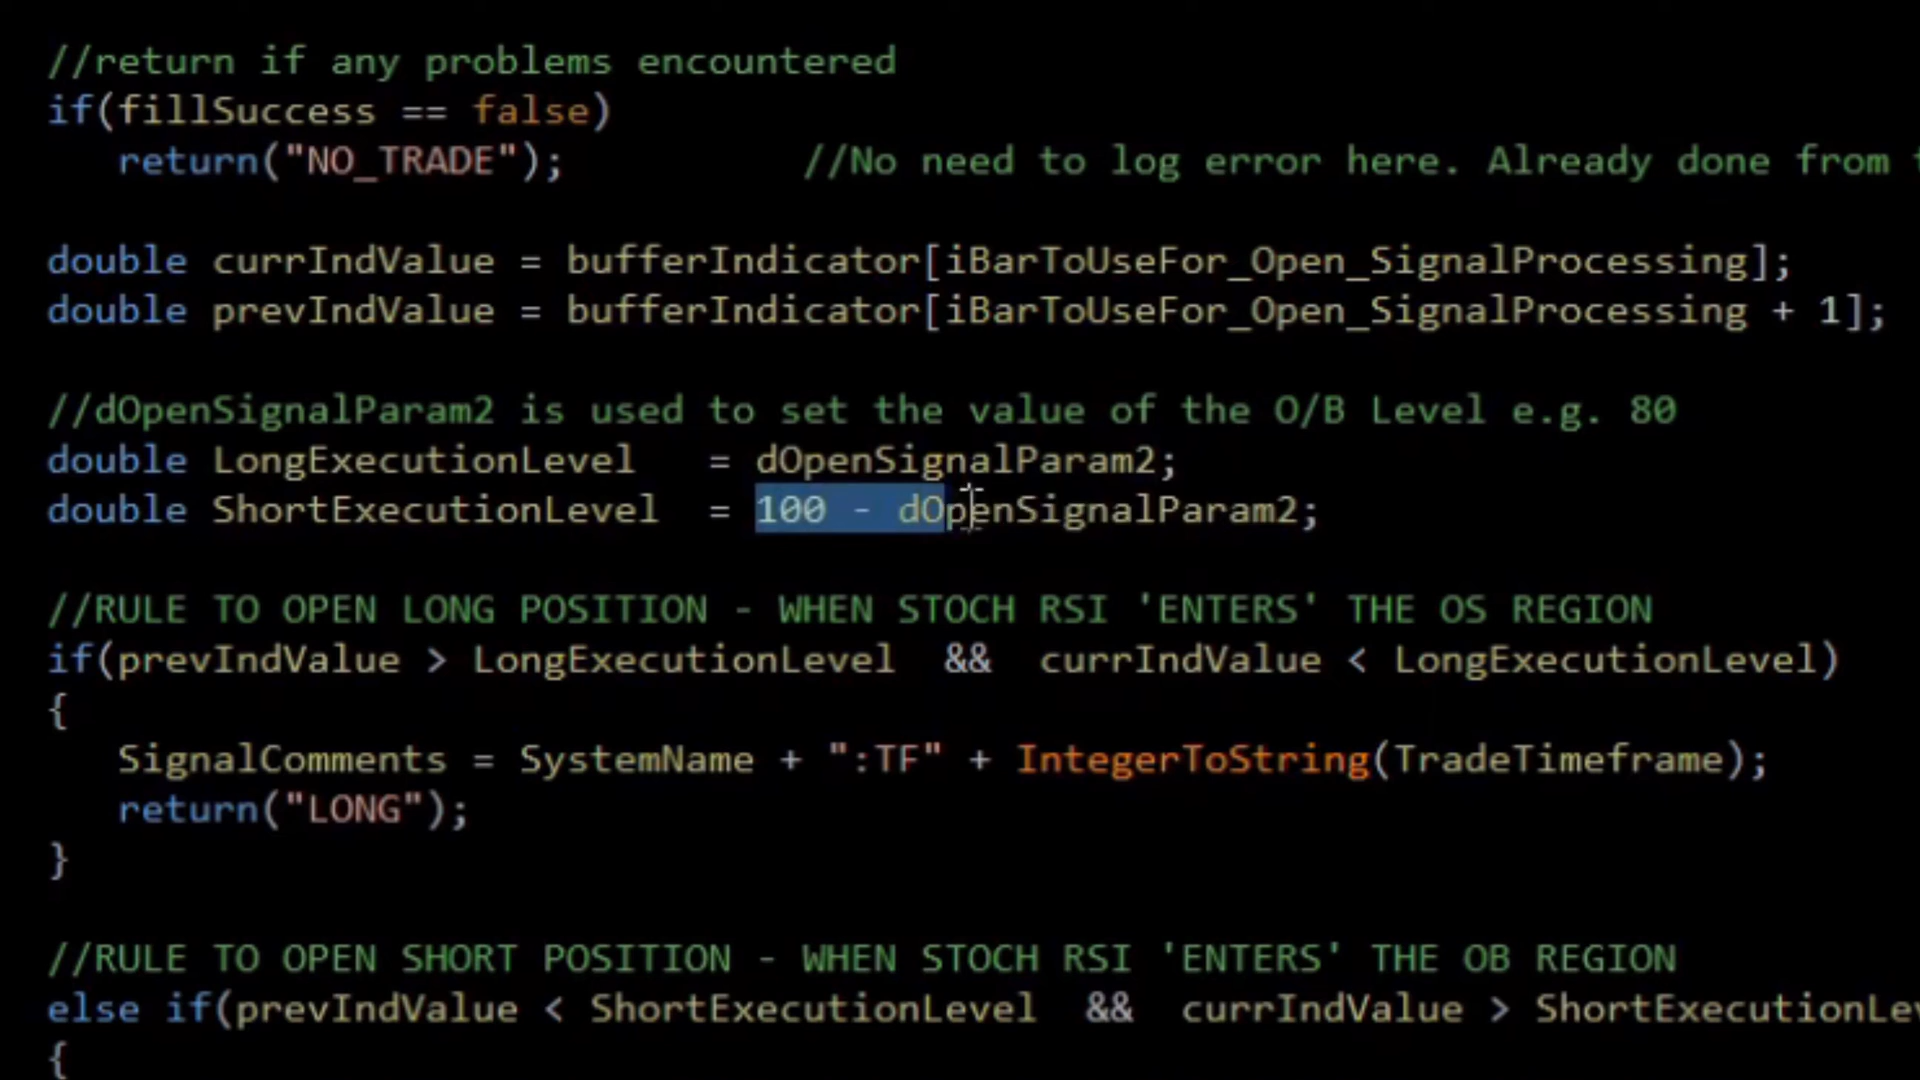 //return if any problems encountered
if(fillSuccess == false)
return("NO_TRADE"); //No need to log error here. Already done from
double currIndValue = bufferIndicator[iBarToUseFor_Open_SignalProcessing];
double prevIndValue = bufferIndicator[iBarToUseFor_Open_SignalProcessing + 1];
//dOpenSignalParam2 is used to set the value of the O/B Level e.g. 80
double LongExecutionLevel = dOpenSignalParam2;
double ShortExecutionLevel = 100 - dOpenSignalParam2;
//RULE TO OPEN LONG POSITION - WHEN STOCH RSI 'ENTERS' THE OS REGION
if(prevIndValue > LongExecutionLevel && currIndValue < LongExecutionLevel)
{
SignalComments = SystemName + ":TF" + IntegerToString(TradeTimeframe);
return("LONG");
}
//RULE TO OPEN SHORT POSITION - WHEN STOCH RSI 'ENTERS' THE OB REGION
else if(prevIndValue < ShortExecutionLevel && currIndValue > ShortExecutionLe
{